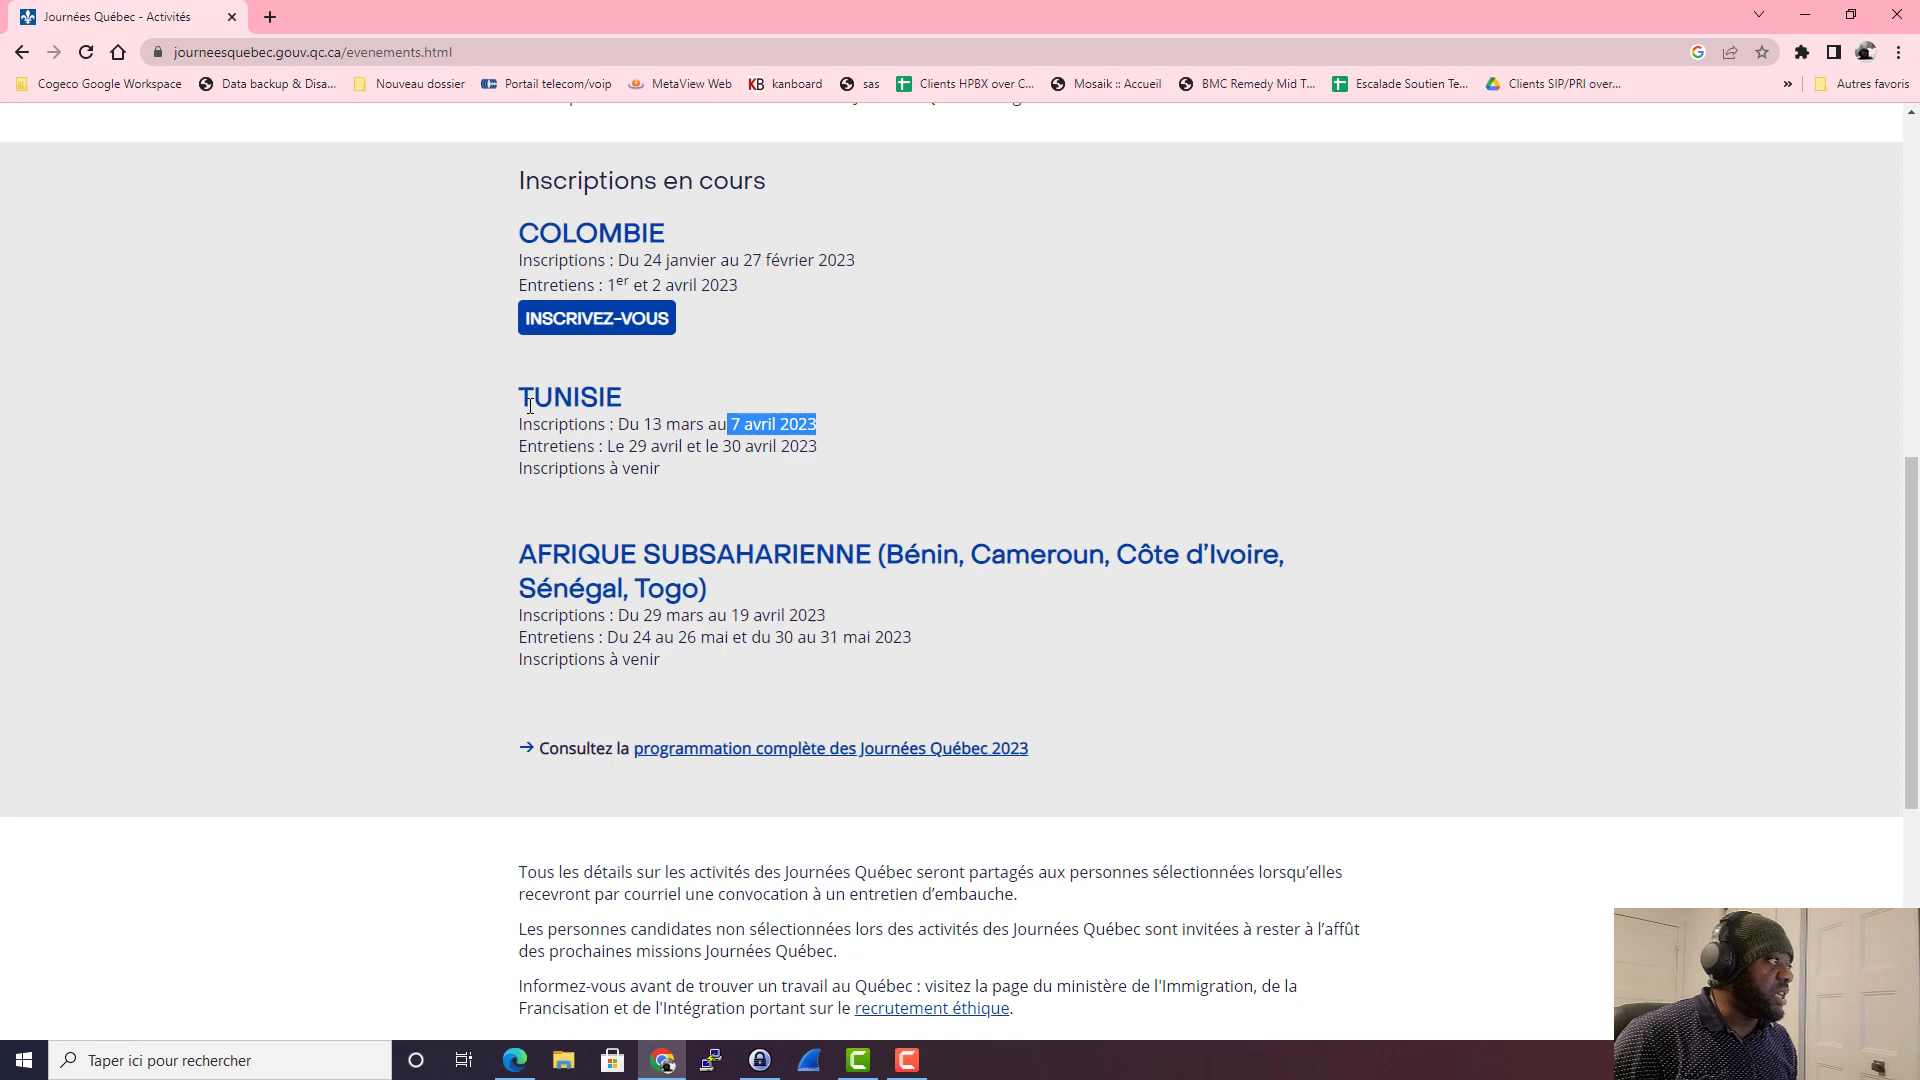 Journées Québec - Activités
journeesquebec.gouv.qc.ca/evenements.html
Cogeco Google Workspace
Data backup & Disa...
Nouveau dossier
Portail telecom/voip
MetaView Web
KB kanboard
sas
Clients HPBX over C...
Mosaik :: Accueil
BMC Remedy Mid T...
Escalade Soutien Te...
Clients SIP/PRI over...
»
Autres favoris
Inscriptions en cours
COLOMBIE
Inscriptions : Du 24 janvier au 27 février 2023
Entretiens : 1er et 2 avril 2023
INSCRIVEZ-VOUS
TUNISIE
Inscriptions : Du 13 mars au 7 avril 2023
Entretiens : Le 29 avril et le 30 avril 2023
Inscriptions à venir
AFRIQUE SUBSAHARIENNE (Bénin, Cameroun, Côte d’Ivoire,
Sénégal, Togo)
Inscriptions : Du 29 mars au 19 avril 2023
Entretiens : Du 24 au 26 mai et du 30 au 31 mai 2023
Inscriptions à venir
→ Consultez la programmation complète des Journées Québec 2023
Tous les détails sur les activités des Journées Québec seront partagés aux personnes sélectionnées lorsqu’elles
recevront par courriel une convocation à un entretien d’embauche.
Les personnes candidates non sélectionnées lors des activités des Journées Québec sont invitées à rester à l’affût
des prochaines missions Journées Québec.
Informez-vous avant de trouver un travail au Québec : visitez la page du ministère de l'Immigration, de la
Francisation et de l'Intégration portant sur le recrutement éthique.
Taper ici pour rechercher